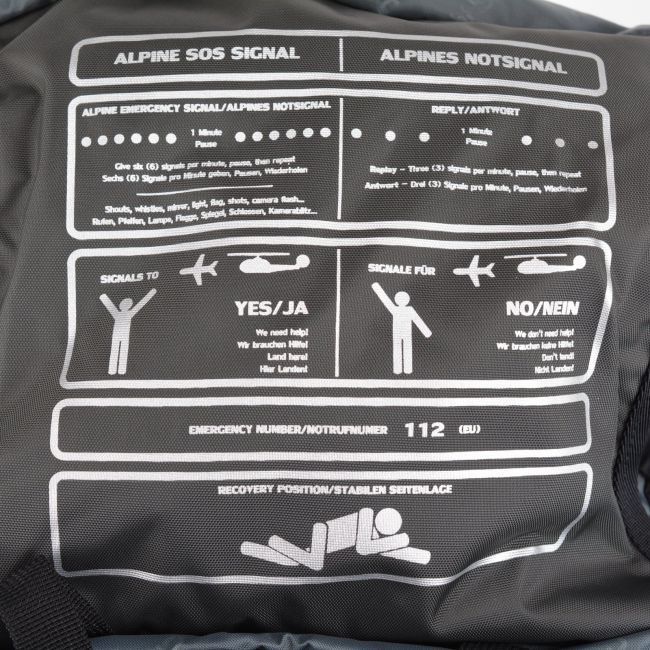 ALPINE SOS SIGNAL
ALPINES NOTSIGNAL
ALPINE EMERGENCY SIGNAL/ALPINES NOTSIGNAL
1 Minute
Pause
Give six (6) signals per minute, pause, then repeat
Sechs (6) Signale pro Minute geben, Pausen, Wiederholen
Shouts, whistles, mirror, light, flag, shots, camera flash...
Rufen, Pfeifen, Lampe, Flagge, Spiegel, Schiessen, Kamerablitz...
REPLY/ANTWORT
1 Minute
Pause
Replay - Three (3) signals per minute, pause, then repeat
Antwort - Drei (3) Signale pro Minute, Pausen, Wiederholen
SIGNALS TO
YES/JA
We need help!
Wir brauchen Hilfe!
Land here!
Hier Landen!
SIGNALE FÜR
NO/NEIN
We don't need help!
Wir brauchen keine Hilfe!
Don't land!
Nicht Landen!
EMERGENCY NUMBER/NOTRUFNUMER 112 (EU)
RECOVERY POSITION/STABILEN SEITENLAGE